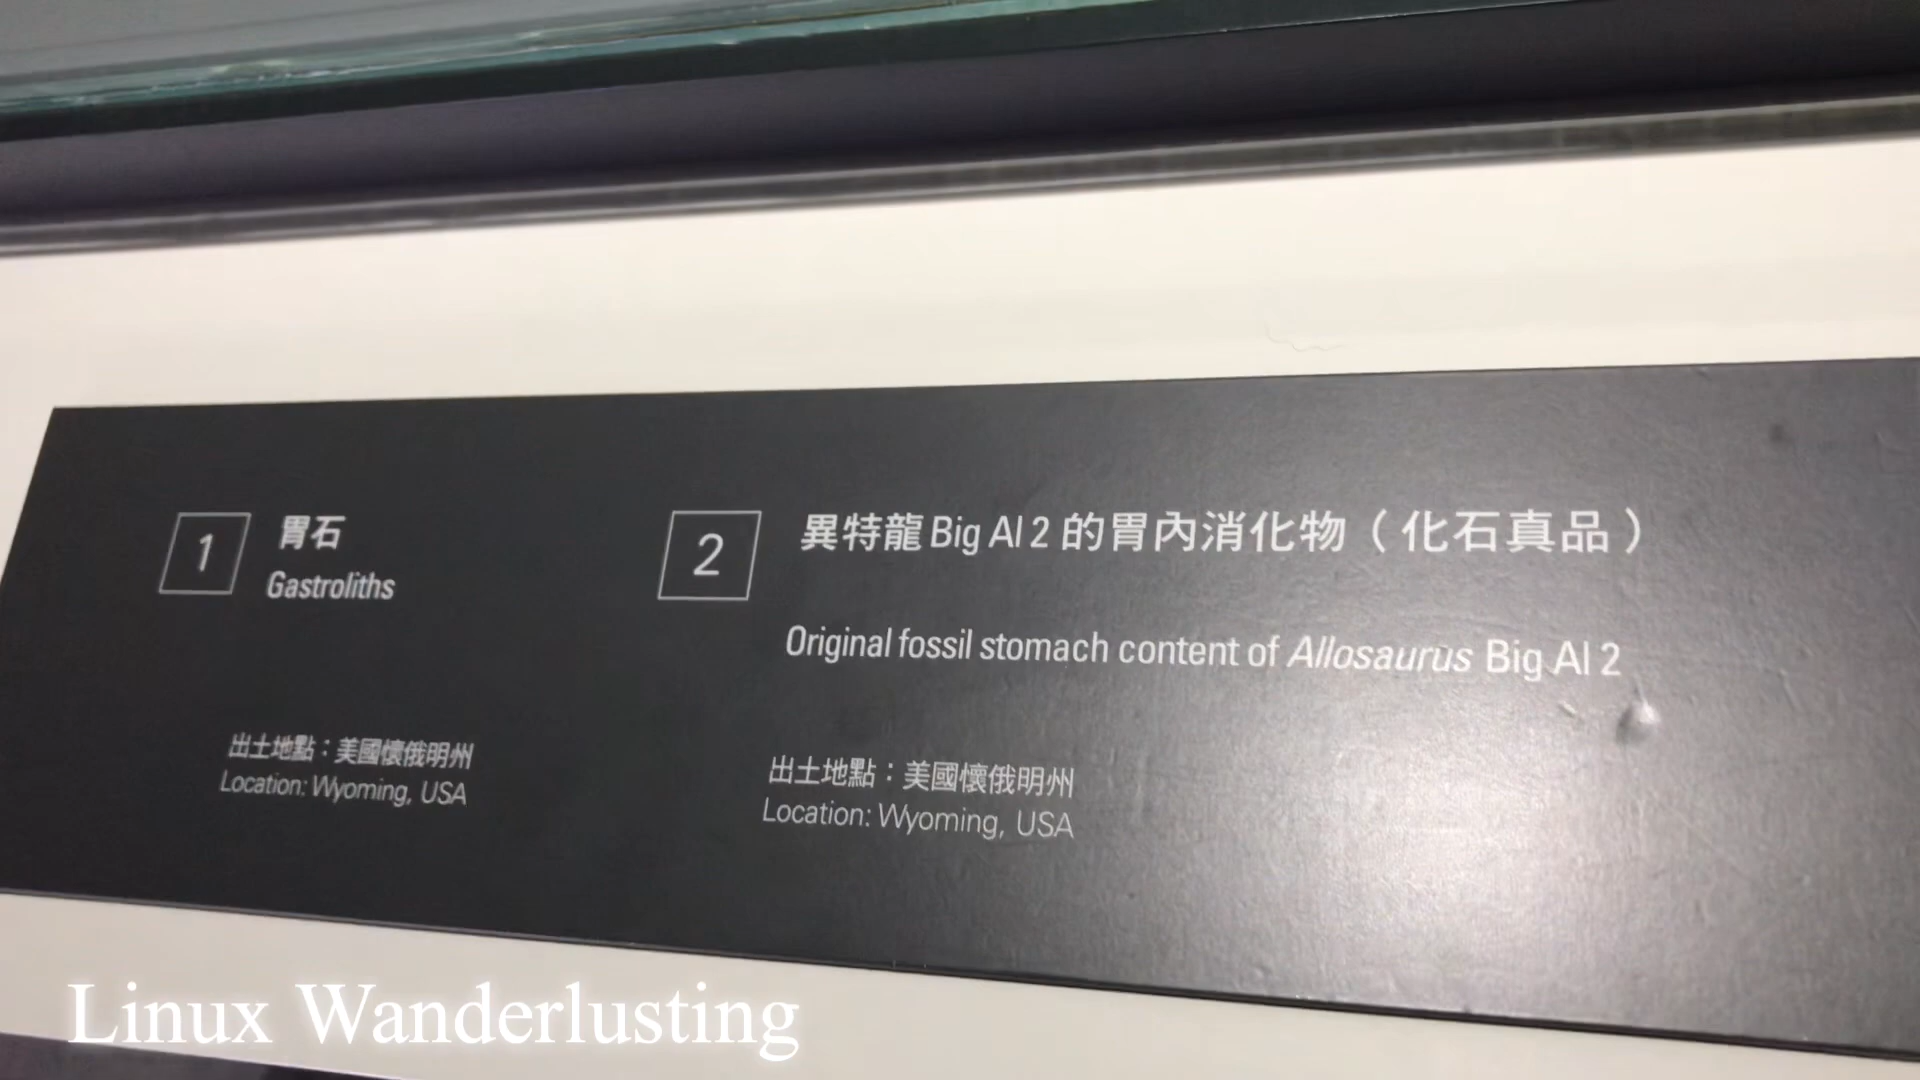 1
胃石
Gastroliths
出土地點：美國懷俄明州
Location: Wyoming, USA
2
異特龍 Big Al 2 的胃內消化物（化石真品）
Original fossil stomach content of Allosaurus Big Al 2
出土地點：美國懷俄明州
Location: Wyoming, USA
Linux Wanderlusting